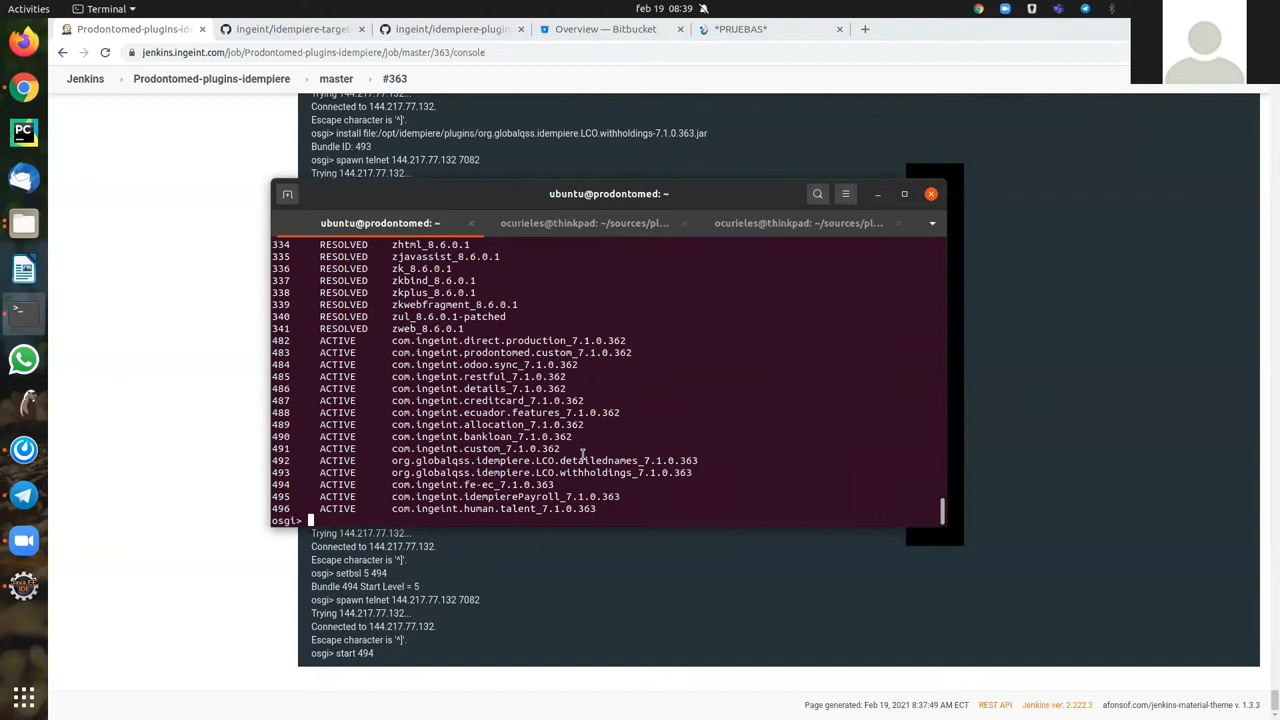 Activities
Terminal
feb 19 08:39
Prodontomed-plugins-id
ingeint/idempiere-target
ingeint/idempiere-plugin
Overview — Bitbucket
*PRUEBAS*
jenkins.ingeint.com/job/Prodontomed-plugins-idempiere/job/master/363/console
Jenkins
Prodontomed-plugins-idempiere
master
#363
Trying 144.217.77.132...
Connected to 144.217.77.132.
Escape character is '^]'.
osgi> install file:/opt/idempiere/plugins/org.globalqss.idempiere.LCO.withholdings-7.1.0.363.jar
Bundle ID: 493
osgi> spawn telnet 144.217.77.132 7082
Trying 144.217.77.132...
ubuntu@prodontomed: ~
ubuntu@prodontomed: ~
ocurieles@thinkpad: ~/sources/pl...
ocurieles@thinkpad: ~/sources/pl...
334 RESOLVED zhtml_8.6.0.1
335 RESOLVED zjavassist_8.6.0.1
336 RESOLVED zk_8.6.0.1
337 RESOLVED zkbind_8.6.0.1
338 RESOLVED zkplus_8.6.0.1
339 RESOLVED zkwebfragment_8.6.0.1
340 RESOLVED zul_8.6.0.1-patched
341 RESOLVED zweb_8.6.0.1
482 ACTIVE com.ingeint.direct.production_7.1.0.362
483 ACTIVE com.ingeint.prodontomed.custom_7.1.0.362
484 ACTIVE com.ingeint.odoo.sync_7.1.0.362
485 ACTIVE com.ingeint.restful_7.1.0.362
486 ACTIVE com.ingeint.details_7.1.0.362
487 ACTIVE com.ingeint.creditcard_7.1.0.362
488 ACTIVE com.ingeint.ecuador.features_7.1.0.362
489 ACTIVE com.ingeint.allocation_7.1.0.362
490 ACTIVE com.ingeint.bankloan_7.1.0.362
491 ACTIVE com.ingeint.custom_7.1.0.362
492 ACTIVE org.globalqss.idempiere.LCO.detailednames_7.1.0.363
493 ACTIVE org.globalqss.idempiere.LCO.withholdings_7.1.0.363
494 ACTIVE com.ingeint.fe-ec_7.1.0.363
495 ACTIVE com.ingeint.idempierePayroll_7.1.0.363
496 ACTIVE com.ingeint.human.talent_7.1.0.363
osgi>
Trying 144.217.77.132...
Connected to 144.217.77.132.
Escape character is '^]'.
osgi> setbsl 5 494
Bundle 494 Start Level = 5
osgi> spawn telnet 144.217.77.132 7082
Trying 144.217.77.132...
Connected to 144.217.77.132.
Escape character is '^]'.
osgi> start 494
Page generated: Feb 19, 2021 8:37:49 AM ECT
REST API
Jenkins ver. 2.222.3
afonsof.com/jenkins-material-theme v. 1.3.3